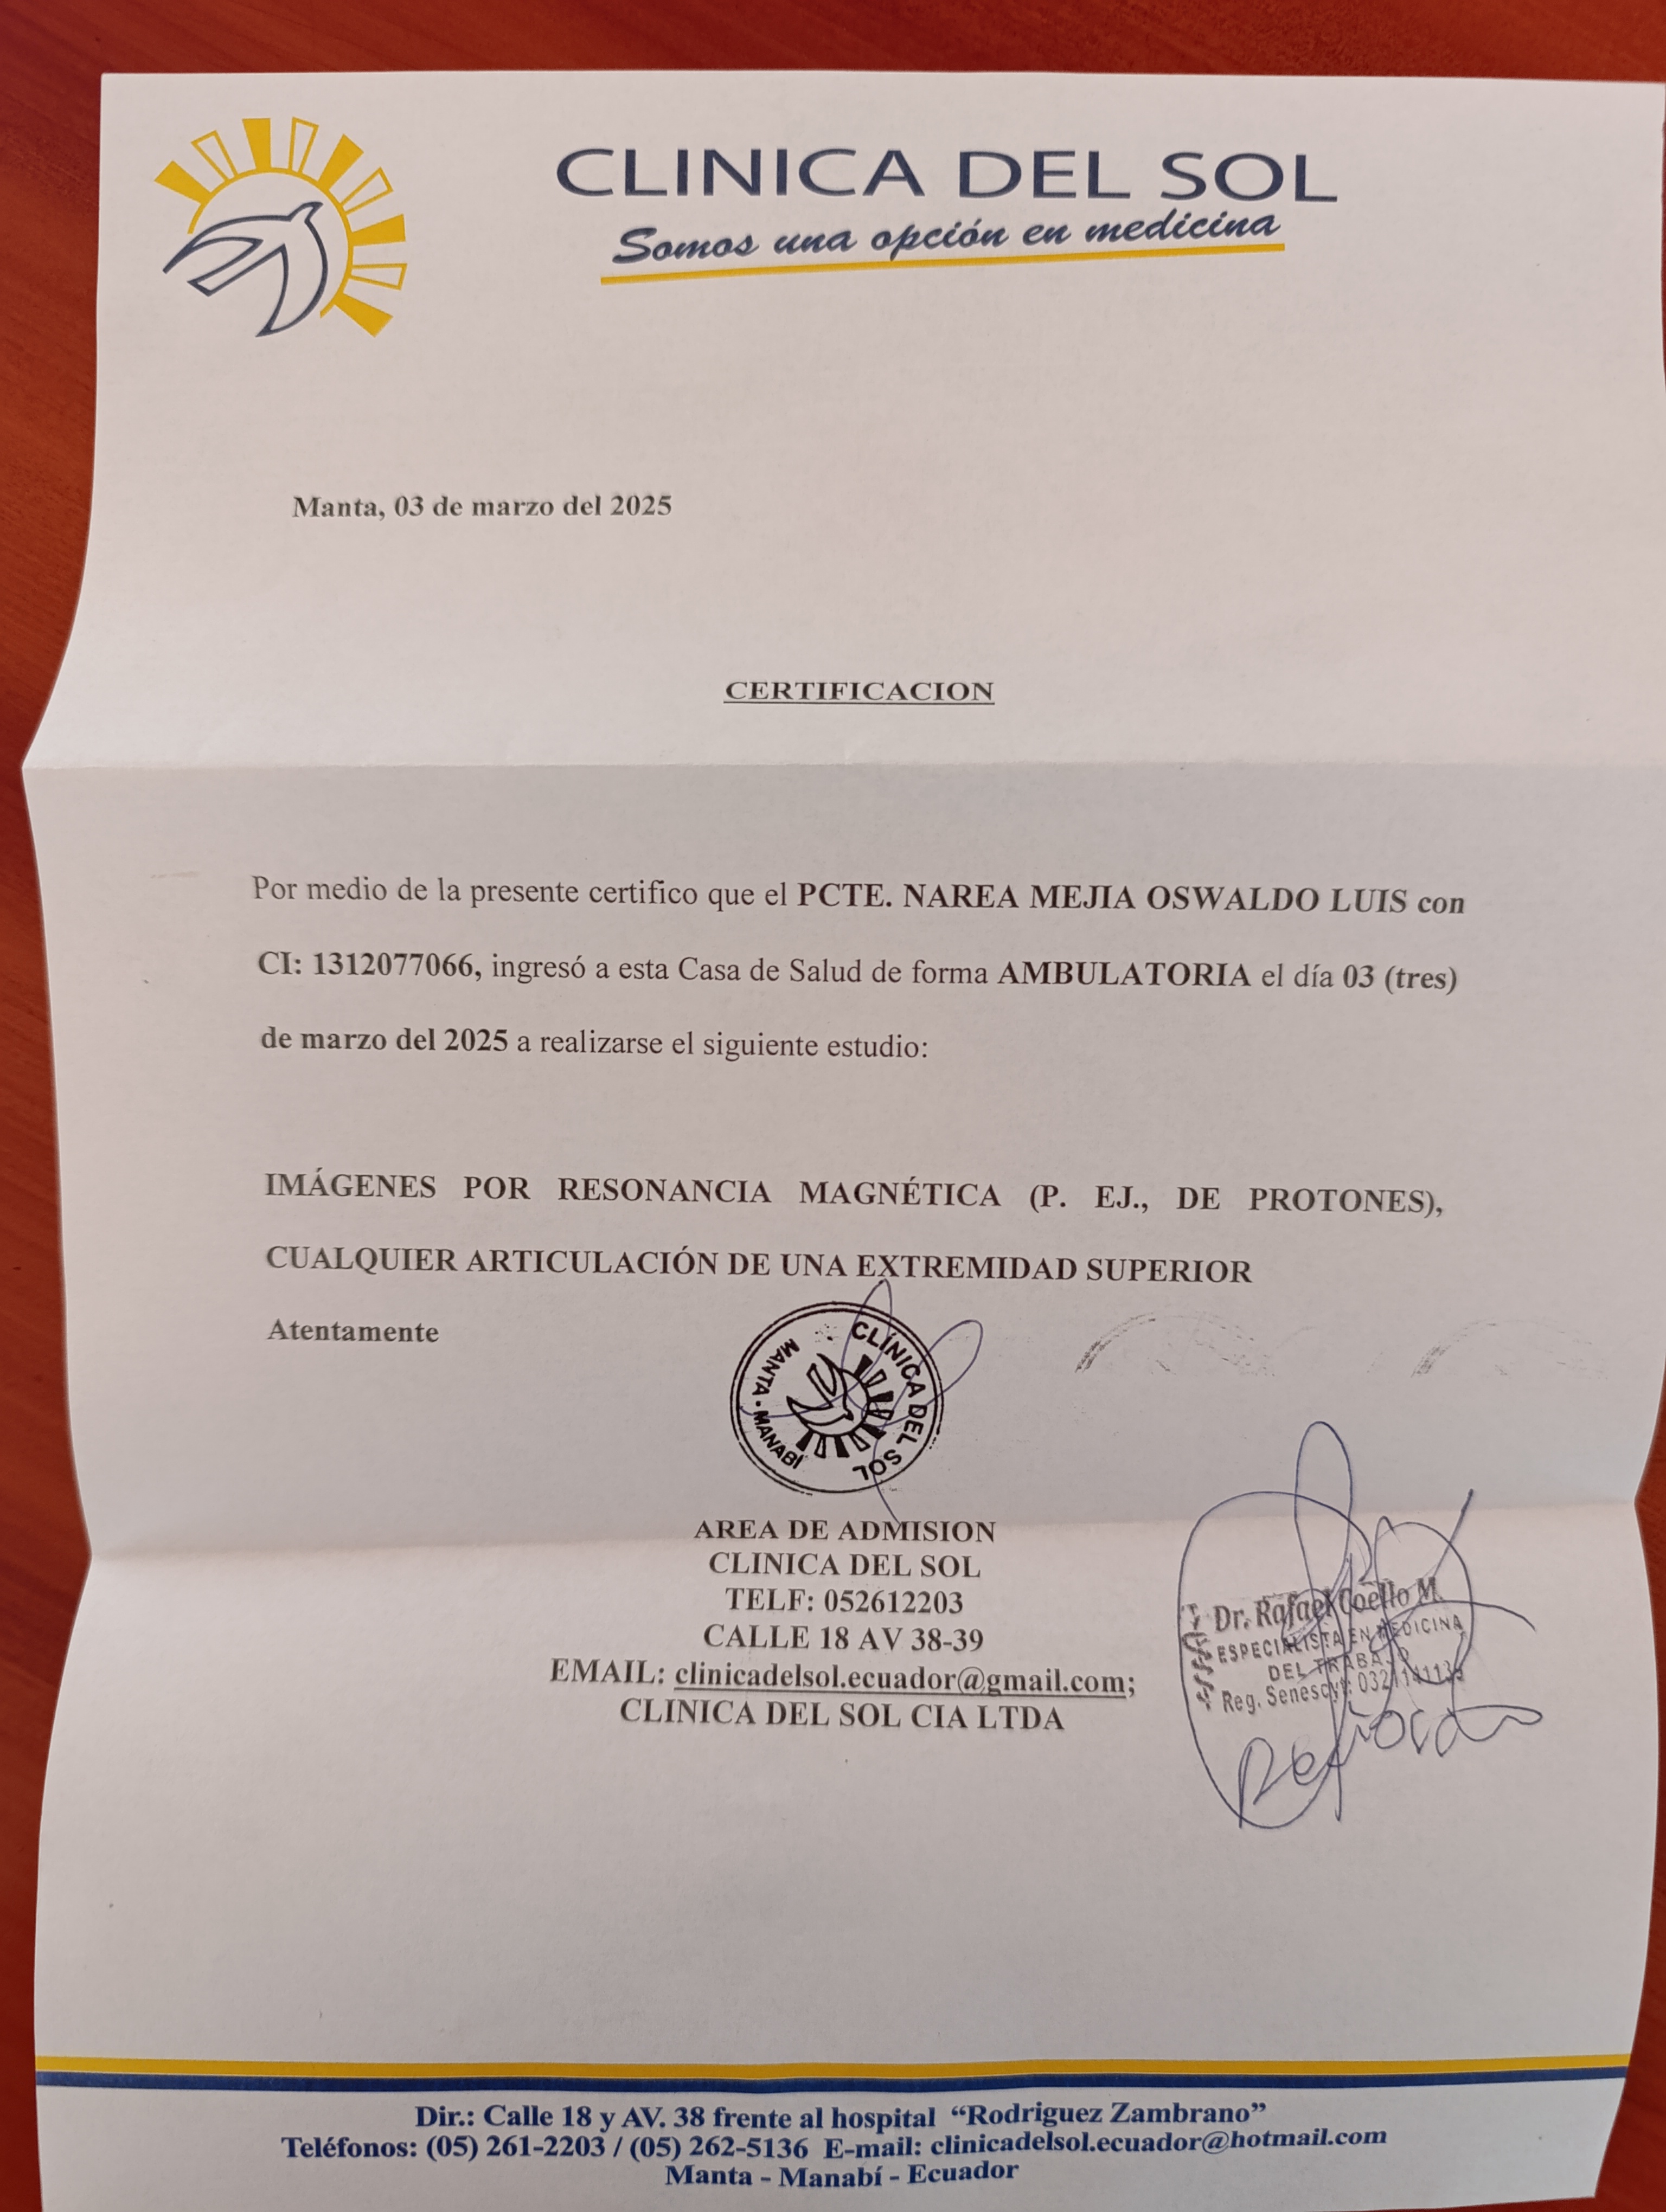 CLINICA DEL SOL
Somos una opción en medicina
Manta, 03 de marzo del 2025
CERTIFICACION
Por medio de la presente certifico que el PCTE. NAREA MEJIA OSWALDO LUIS con
CI: 1312077066, ingresó a esta Casa de Salud de forma AMBULATORIA el día 03 (tres)
de marzo del 2025 a realizarse el siguiente estudio:
IMÁGENES POR RESONANCIA MAGNÉTICA (P. EJ., DE PROTONES),
CUALQUIER ARTICULACIÓN DE UNA EXTREMIDAD SUPERIOR
Atentamente
CLÍNICA DEL SOL
MANTA - MANABÍ
AREA DE ADMISION
CLINICA DEL SOL
TELF: 052612203
CALLE 18 AV 38-39
EMAIL: clinicadelsol.ecuador@gmail.com;
CLINICA DEL SOL CIA LTDA
Dr. Rafael Coello M.
ESPECIALISTA EN MEDICINA
DEL TRABAJO
Reg. Senescyt:
Dir.: Calle 18 y AV. 38 frente al hospital “Rodriguez Zambrano”
Teléfonos: (05) 261-2203 / (05) 262-5136 E-mail: clinicadelsol.ecuador@hotmail.com
Manta - Manabí - Ecuador